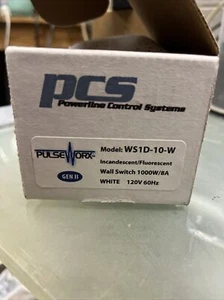 pcs
Powerline Control Systems
PULSEWORX
GEN II
Model: WS1D-10-W
Incandescent/Fluorescent
Wall Switch 1000W/8A
WHITE 120V 60Hz